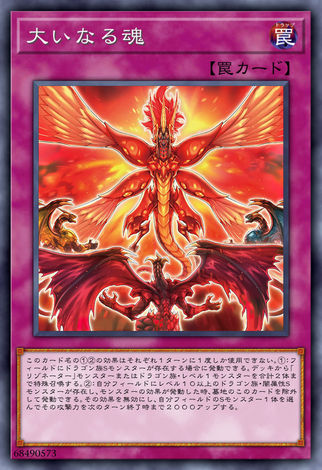 大いなる魂
トラップ
罠
【罠カード】
このカード名の①②の効果はそれぞれ1ターンに1度しか使用できない。①:フ
ィールドにドラゴン族Sモンスターが存在する場合に発動できる。デッキから「
リゾネーター」モンスターまたはドラゴン族・レベル1モンスターを合計2体ま
で特殊召喚する。②:自分フィールドにレベル10以上のドラゴン族・闇属性S
モンスターが存在し、モンスターの効果が発動した時、墓地のこのカードを除外
して発動できる。その効果を無効にし、自分フィールドのSモンスター1体を選
んでその攻撃力を次のターン終了時まで2000アップする。
68490573